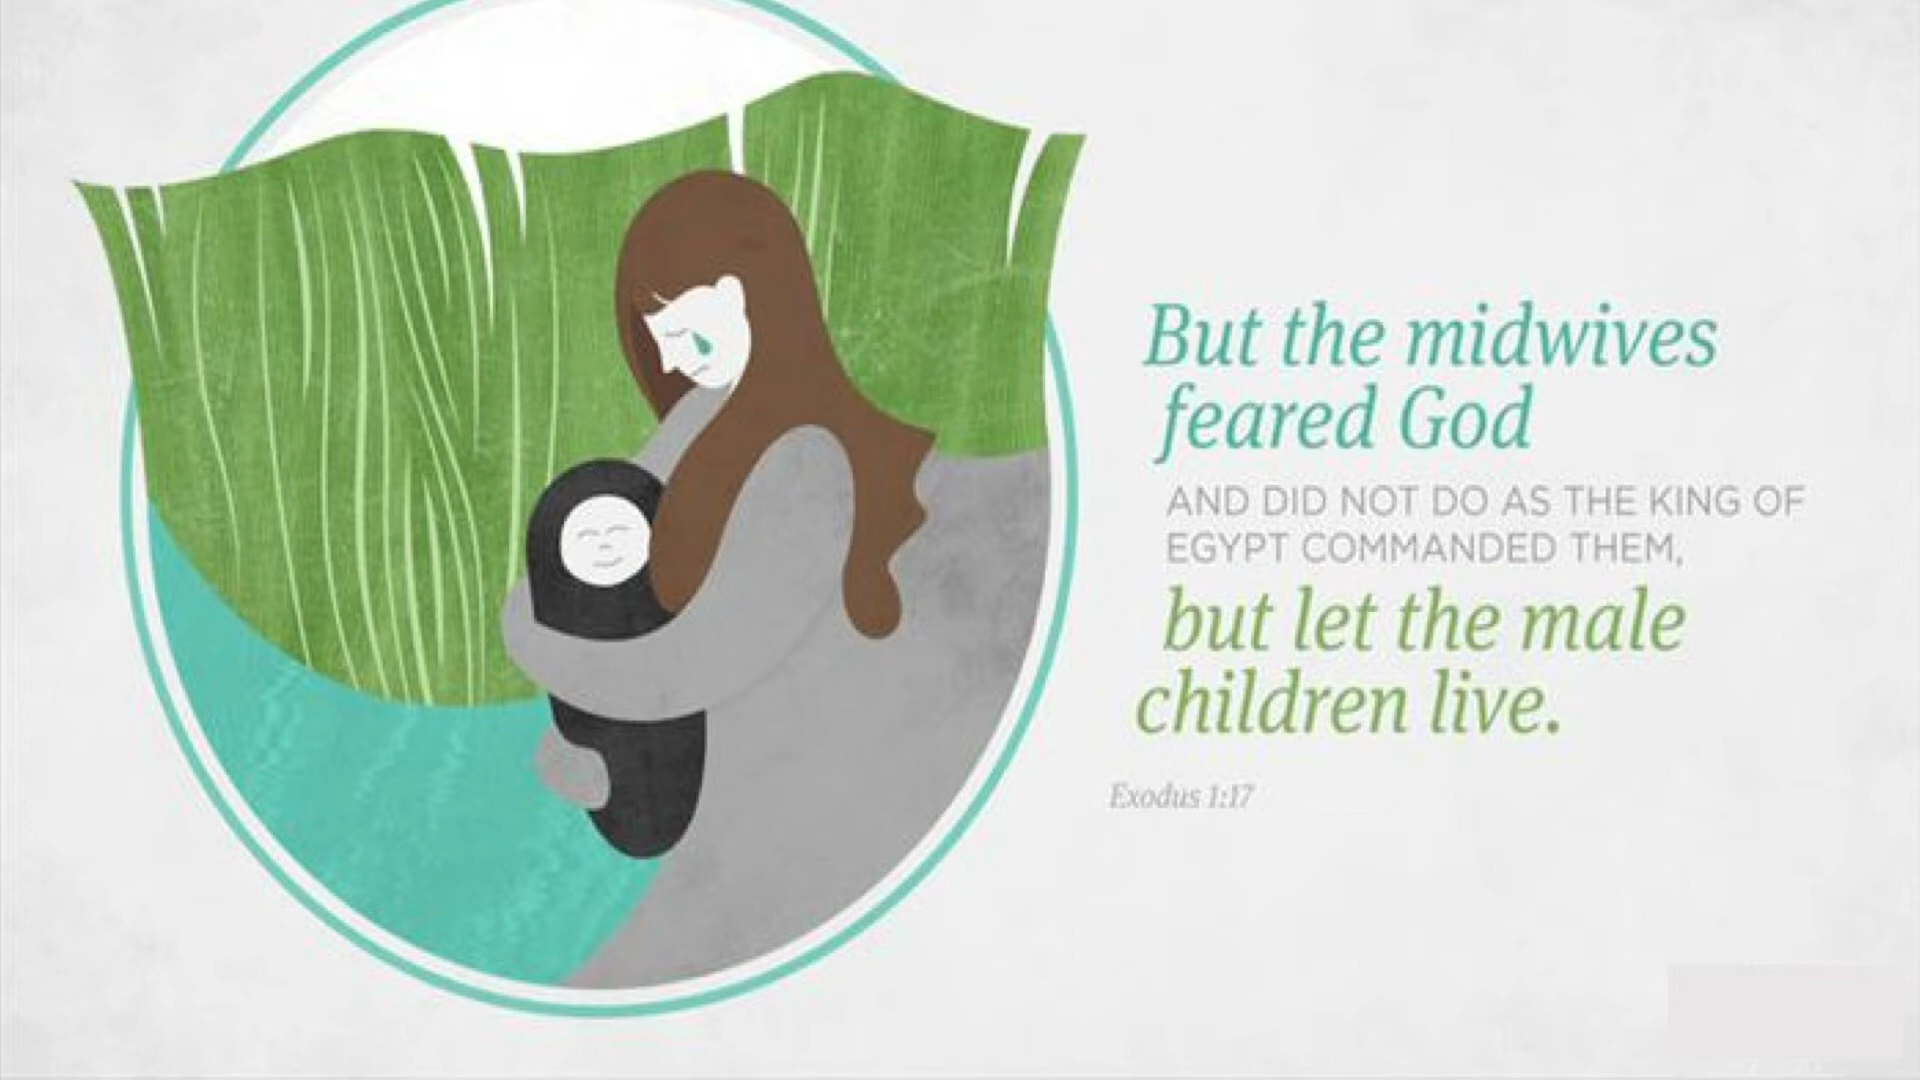 But the midwives
feared God
AND DID NOT DO AS THE KING OF
EGYPT COMMANDED THEM,
but let the male
children live.
Exodus 1:17